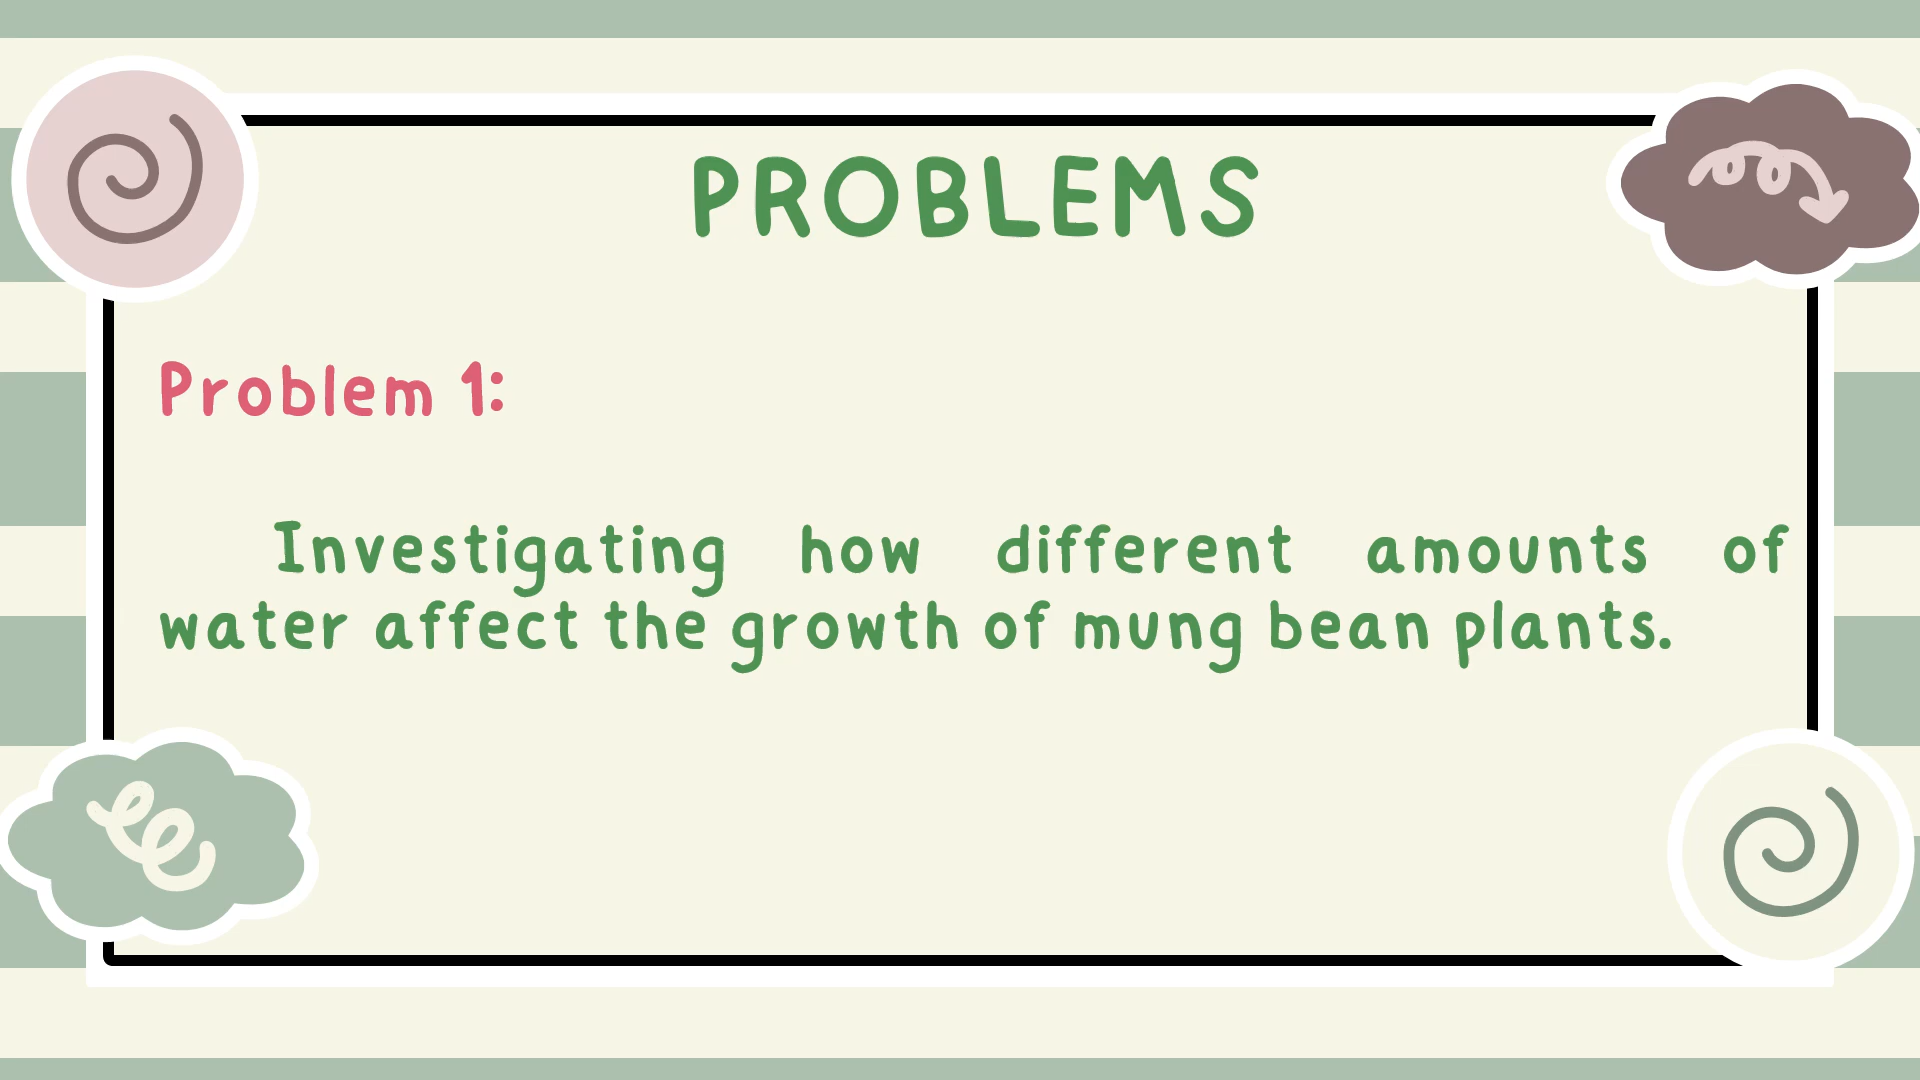 PROBLEMS
Problem 1:
Investigating how different amounts of
water affect the growth of mung bean plants.